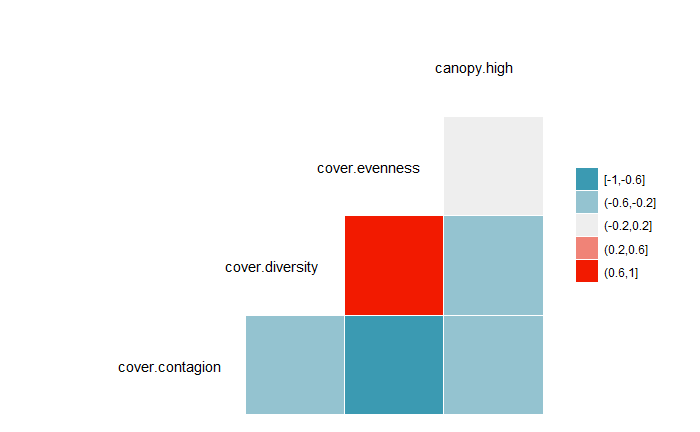 canopy.high
cover.evenness
cover.diversity
cover.contagion
[-1,-0.6]
(-0.6,-0.2]
(-0.2,0.2]
(0.2,0.6]
(0.6,1]